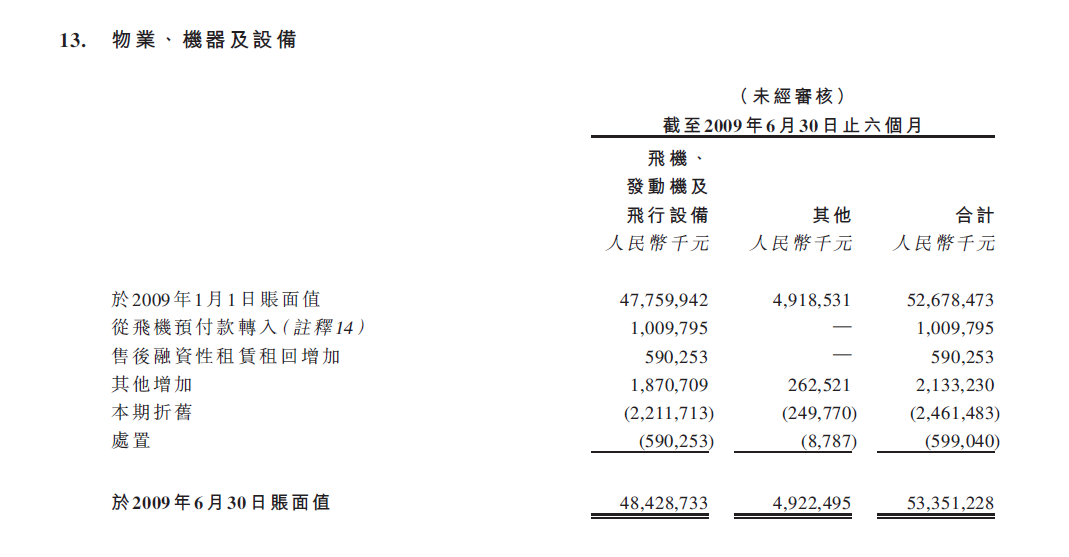 13. 物業、機器及設備
（未經審核）
截至2009年6月30日止六個月
飛機、
發動機及
飛行設備 其他 合計
人民幣千元 人民幣千元 人民幣千元
於2009年1月1日賬面值 47,759,942 4,918,531 52,678,473
從飛機預付款轉入（註釋14） 1,009,795 — 1,009,795
售後融資性租賃租回增加 590,253 — 590,253
其他增加 1,870,709 262,521 2,133,230
本期折舊 (2,211,713) (249,770) (2,461,483)
處置 (590,253) (8,787) (599,040)
於2009年6月30日賬面值 48,428,733 4,922,495 53,351,228